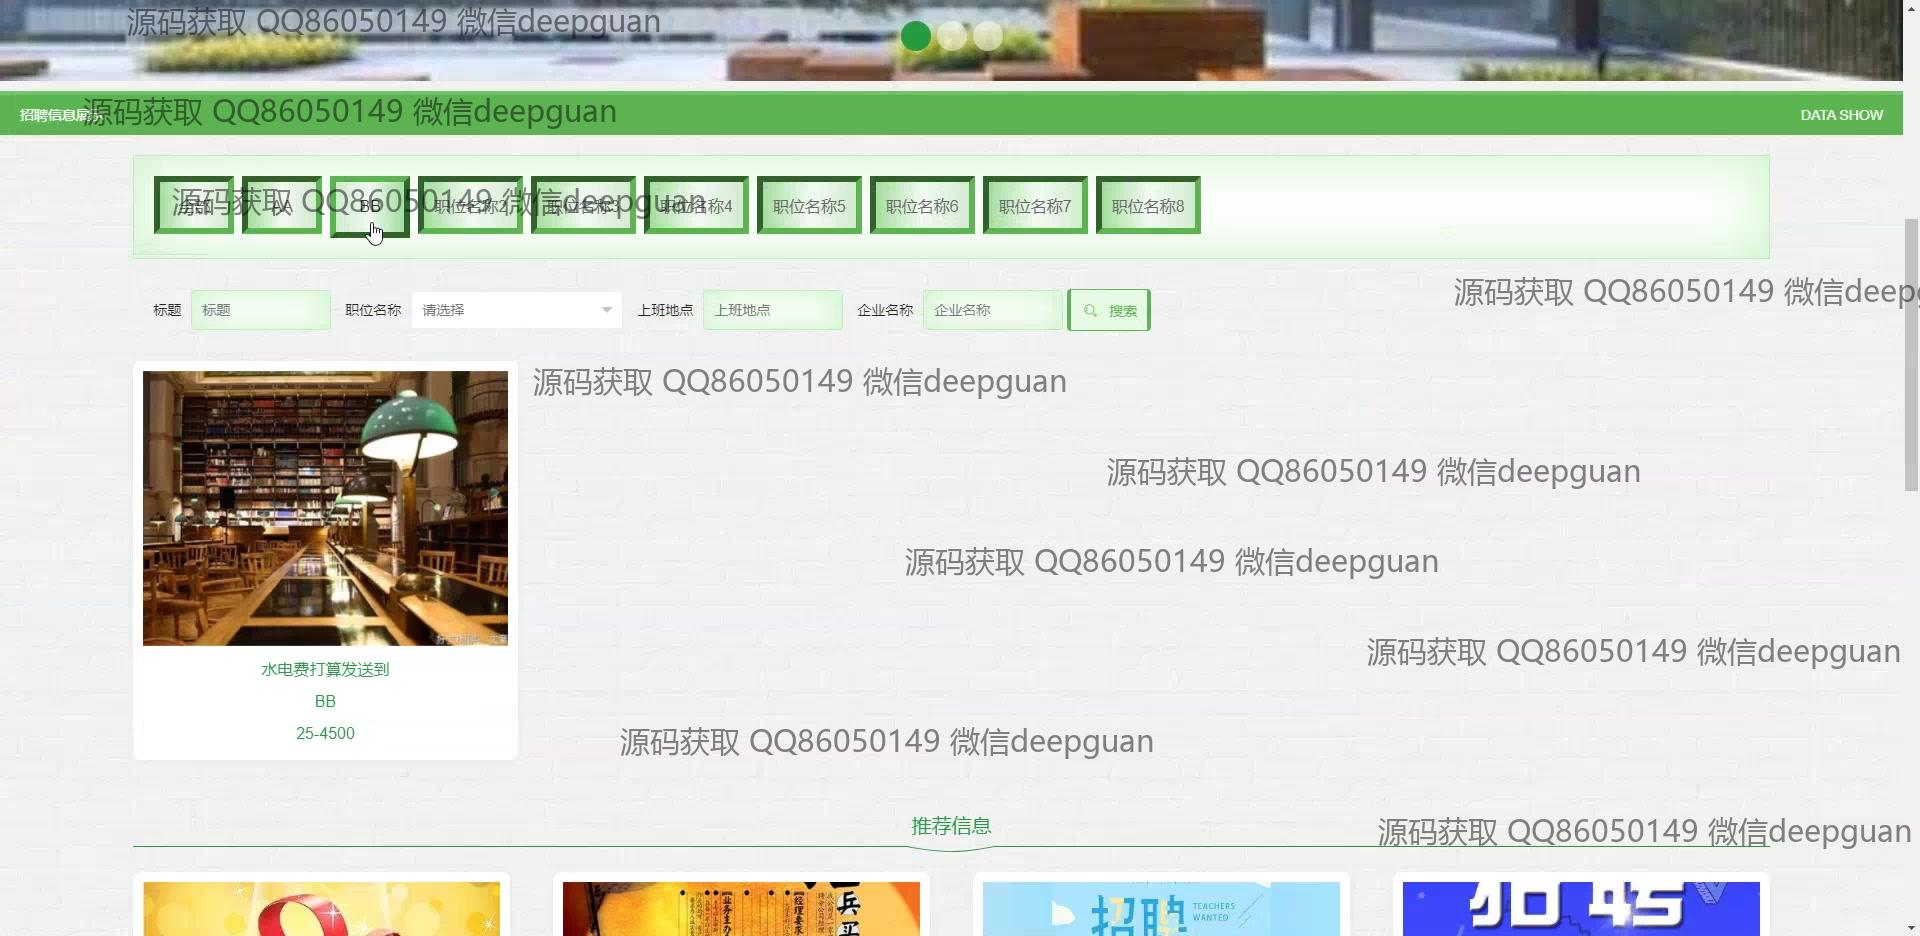 源码获取 QQ86050149 微信deepguan
招聘信息展示
源码获取 QQ86050149 微信deepguan
DATA SHOW
源码获取 QQ86050149 微信deepguan
全部 AA BB 职位名称2 职位名称3 职位名称4 职位名称5 职位名称6 职位名称7 职位名称8
源码获取 QQ86050149 微信deepg
标题 标题 职位名称 请选择 上班地点 上班地点 企业名称 企业名称 搜索
源码获取 QQ86050149 微信deepguan
源码获取 QQ86050149 微信deepguan
源码获取 QQ86050149 微信deepguan
源码获取 QQ86050149 微信deepguan
水电费打算发送到
BB
25-4500
源码获取 QQ86050149 微信deepguan
推荐信息
源码获取 QQ86050149 微信deepguan
招聘
TEACHERS
WANTED
招聘